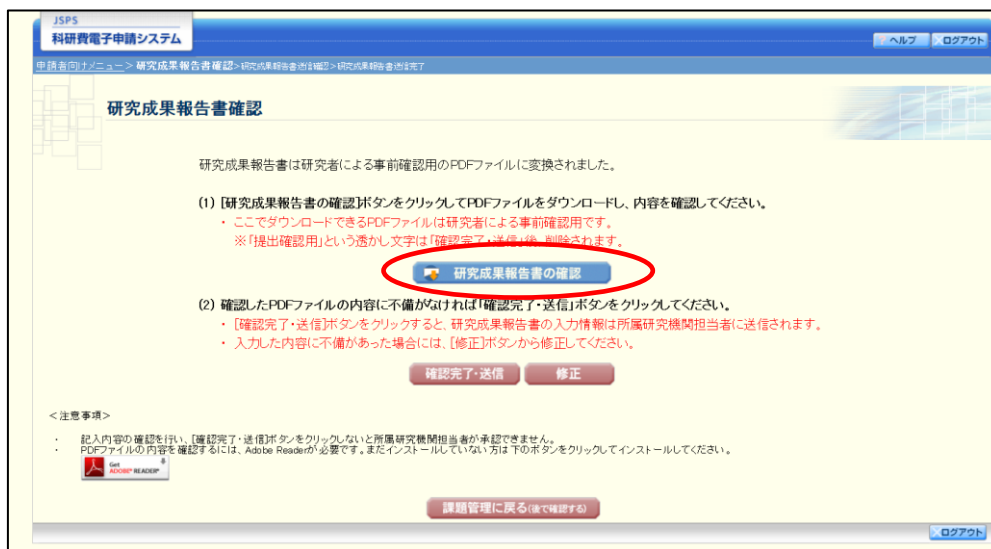 JSPS
科研費電子申請システム
ヘルプ ログアウト
申請者向けメニュー>研究成果報告書確認>研究成果報告書送信確認>研究成果報告書送信完了
研究成果報告書確認
研究成果報告書は研究者による事前確認用のPDFファイルに変換されました。
(1) [研究成果報告書の確認]ボタンをクリックしてPDFファイルをダウンロードし、内容を確認してください。
・ ここでダウンロードできるPDFファイルは研究者による事前確認用です。
※「提出確認用」という透かし文字は「確認完了・送信」後、削除されます。
研究成果報告書の確認
(2) 確認したPDFファイルの内容に不備がなければ「確認完了・送信」ボタンをクリックしてください。
・ [確認完了・送信]ボタンをクリックすると、研究成果報告書の入力情報は所属研究機関担当者に送信されます。
・ 入力した内容に不備があった場合には、[修正]ボタンから修正してください。
確認完了・送信 修正
<注意事項>
・ 記入内容の確認を行い、[確認完了・送信]ボタンをクリックしないと所属研究機関担当者が承認できません。
・ PDFファイルの内容を確認するには、Adobe Readerが必要です。まだインストールしていない方は下のボタンをクリックしてインストールしてください。
Get
ADOBE® READER®
課題管理に戻る(後で確認する)
ログアウト